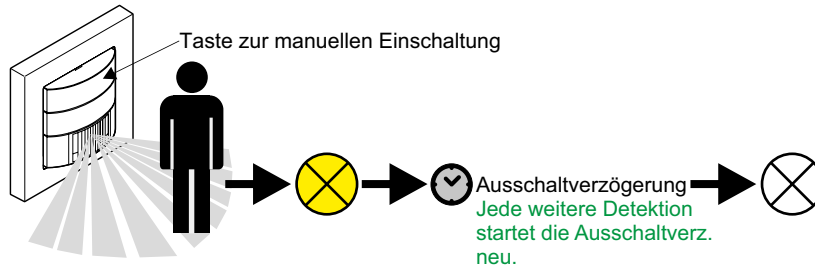 Taste zur manuellen Einschaltung
Ausschaltverzögerung
Jede weitere Detektion
startet die Ausschaltverz.
neu.